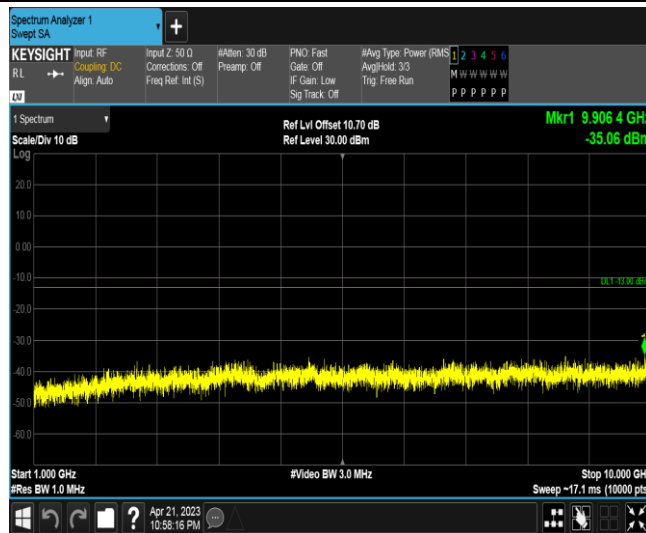 Spectrum Analyzer 1
Swept SA
+
KEYSIGHT
RL
Input: RF
Coupling: DC
Align: Auto
Input Z: 50 Ω
Corrections: Off
Freq Ref: Int (S)
#Atten: 30 dB
Preamp: Off
PNO: Fast
Gate: Off
IF Gain: Low
Sig Track: Off
#Avg Type: Power (RMS
Avg|Hold: 3/3
Trig: Free Run
1 2 3 4 5 6
M W W W W W
P P P P P P
1 Spectrum
Scale/Div 10 dB
Log
Ref Lvl Offset 10.70 dB
Ref Level 30.00 dBm
Mkr1 9.906 4 GHz
-35.06 dBm
20.0
10.0
0.00
-10.0
DL1 -13.00 dBm
-20.0
-30.0
-40.0
-50.0
-60.0
Start 1.000 GHz
#Res BW 1.0 MHz
#Video BW 3.0 MHz
Stop 10.000 GHz
Sweep ~17.1 ms (10000 pts)
?
Apr 21, 2023
10:58:16 PM